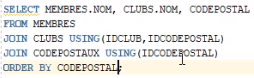 SELECT MEMBRES.NOM, CLUBS.NOM, CODEPOSTAL
FROM MEMBRES
JOIN CLUBS USING(IDCLUB,IDCODEPOSTAL)
JOIN CODEPOSTAUX USING(IDCODEPOSTAL)
ORDER BY CODEPOSTAL;